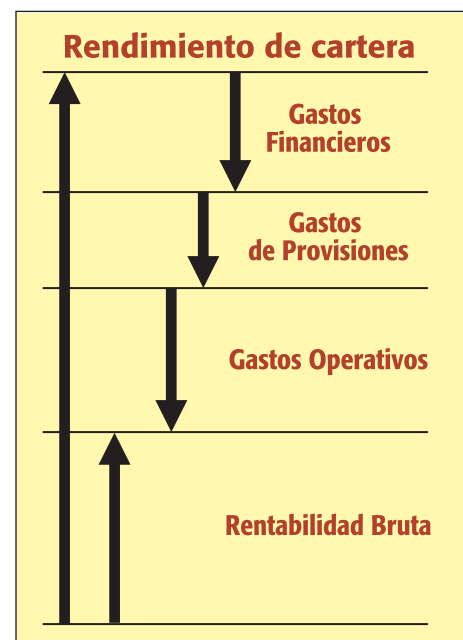 Rendimiento de cartera
Gastos
Financieros
Gastos
de Provisiones
Gastos Operativos
Rentabilidad Bruta